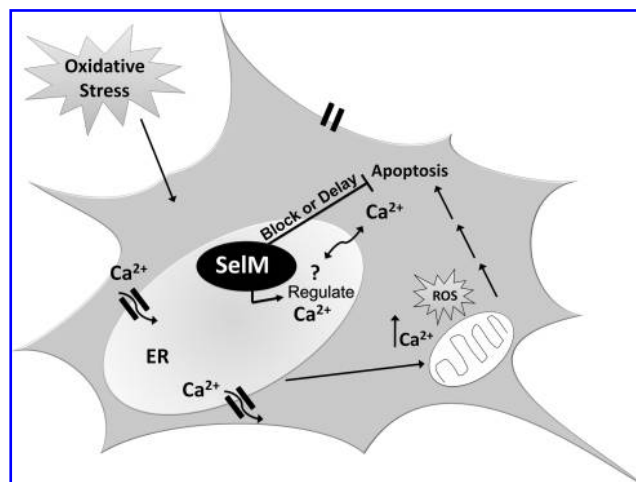 Oxidative
Stress
Apoptosis
Block or Delay
Ca²⁺
SelM
?
Regulate
Ca²⁺
Ca²⁺
ROS
Ca²⁺
ER
Ca²⁺